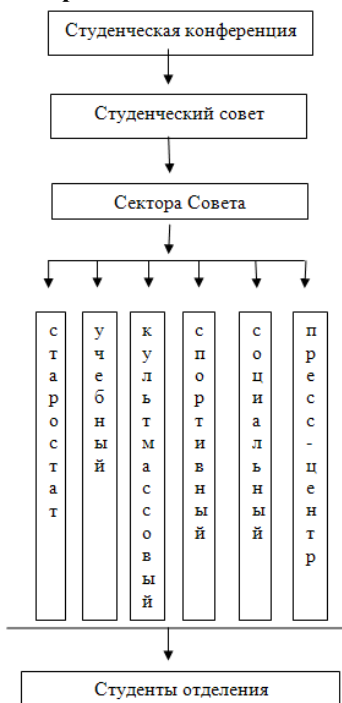 Студенческая конференция
Студенческий совет
Сектора Совета
старостат
учебный
культмассовый
спортивный
социальный
пресс-центр
Студенты отделения